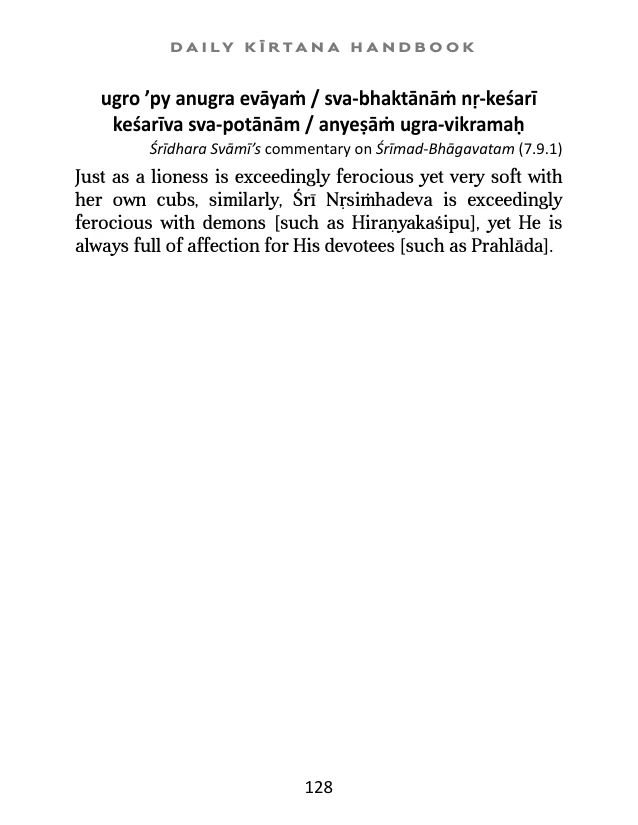 DAILY KĪRTANA HANDBOOK
ugro ’py anugra evāyaṁ / sva-bhaktānāṁ nṛ-keśarī
keśarīva sva-potānām / anyeṣāṁ ugra-vikramaḥ
Śrīdhara Svāmī’s commentary on Śrīmad-Bhāgavatam (7.9.1)
Just as a lioness is exceedingly ferocious yet very soft with
her own cubs, similarly, Śrī Nṛsiṁhadeva is exceedingly
ferocious with demons [such as Hiraṇyakaśipu], yet He is
always full of affection for His devotees [such as Prahlāda].
128